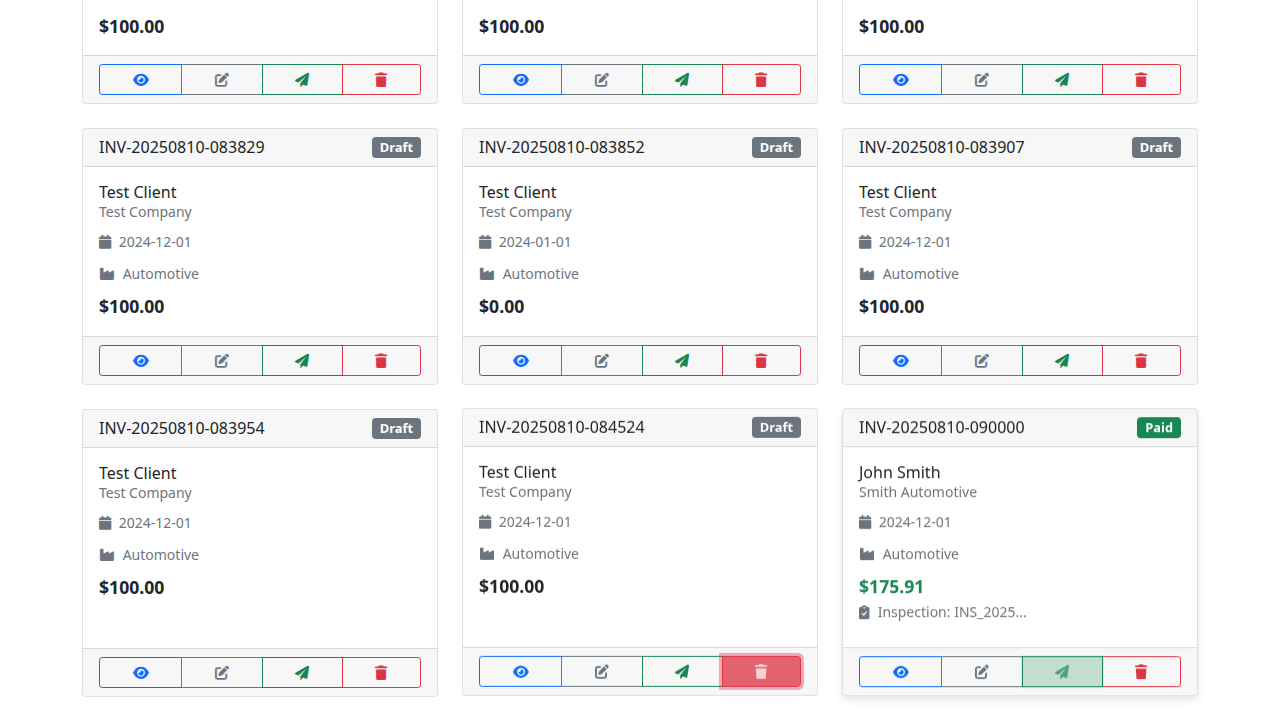 $100.00
$100.00
$100.00
INV-20250810-083829 Draft
Test Client
Test Company
2024-12-01
Automotive
$100.00
INV-20250810-083852 Draft
Test Client
Test Company
2024-01-01
Automotive
$0.00
INV-20250810-083907 Draft
Test Client
Test Company
2024-12-01
Automotive
$100.00
INV-20250810-083954 Draft
Test Client
Test Company
2024-12-01
Automotive
$100.00
INV-20250810-084524 Draft
Test Client
Test Company
2024-12-01
Automotive
$100.00
INV-20250810-090000 Paid
John Smith
Smith Automotive
2024-12-01
Automotive
$175.91
Inspection: INS_2025...